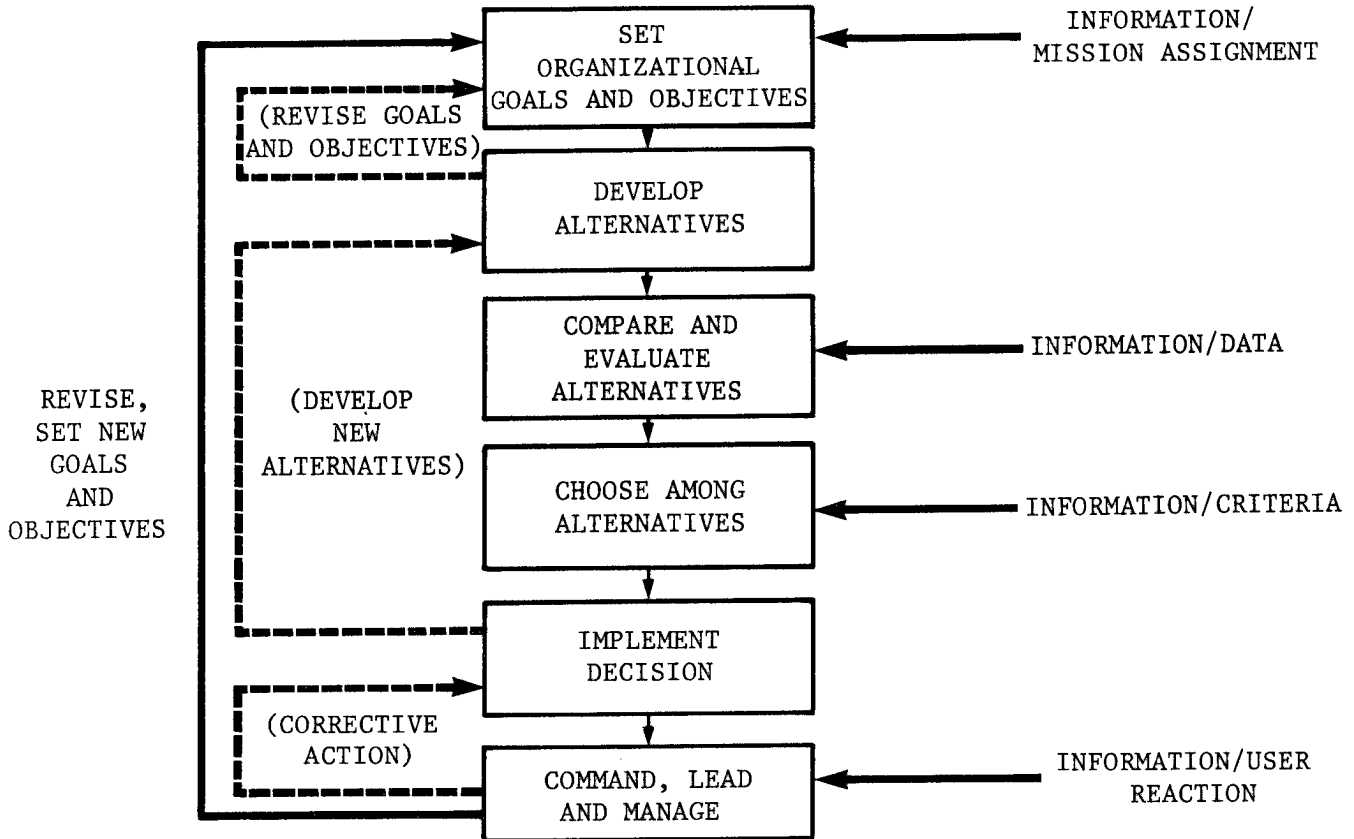 SET
ORGANIZATIONAL
GOALS AND OBJECTIVES
INFORMATION/
MISSION ASSIGNMENT
(REVISE GOALS
AND OBJECTIVES)
DEVELOP
ALTERNATIVES
COMPARE AND
EVALUATE
ALTERNATIVES
INFORMATION/DATA
REVISE,
SET NEW
GOALS
AND
OBJECTIVES
(DEVELOP
NEW
ALTERNATIVES)
CHOOSE AMONG
ALTERNATIVES
INFORMATION/CRITERIA
IMPLEMENT
DECISION
(CORRECTIVE
ACTION)
COMMAND, LEAD
AND MANAGE
INFORMATION/USER
REACTION